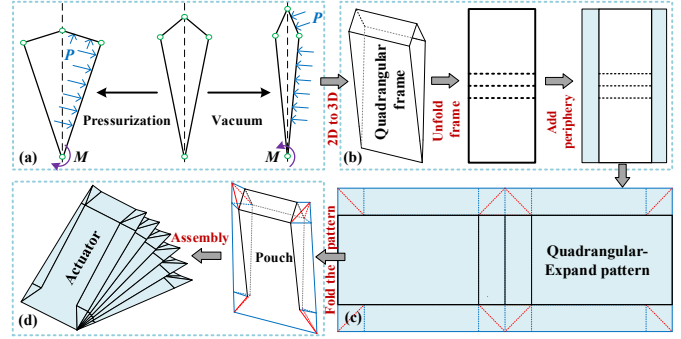 P
P
Pressurization
Vacuum
(a)
M
M
2D to 3D
Quadrangular
frame
(b)
Unfold
frame
Add
periphery
Actuator
Assembly
Pouch
(d)
Fold the pattern
Quadrangular-
Expand pattern
(c)